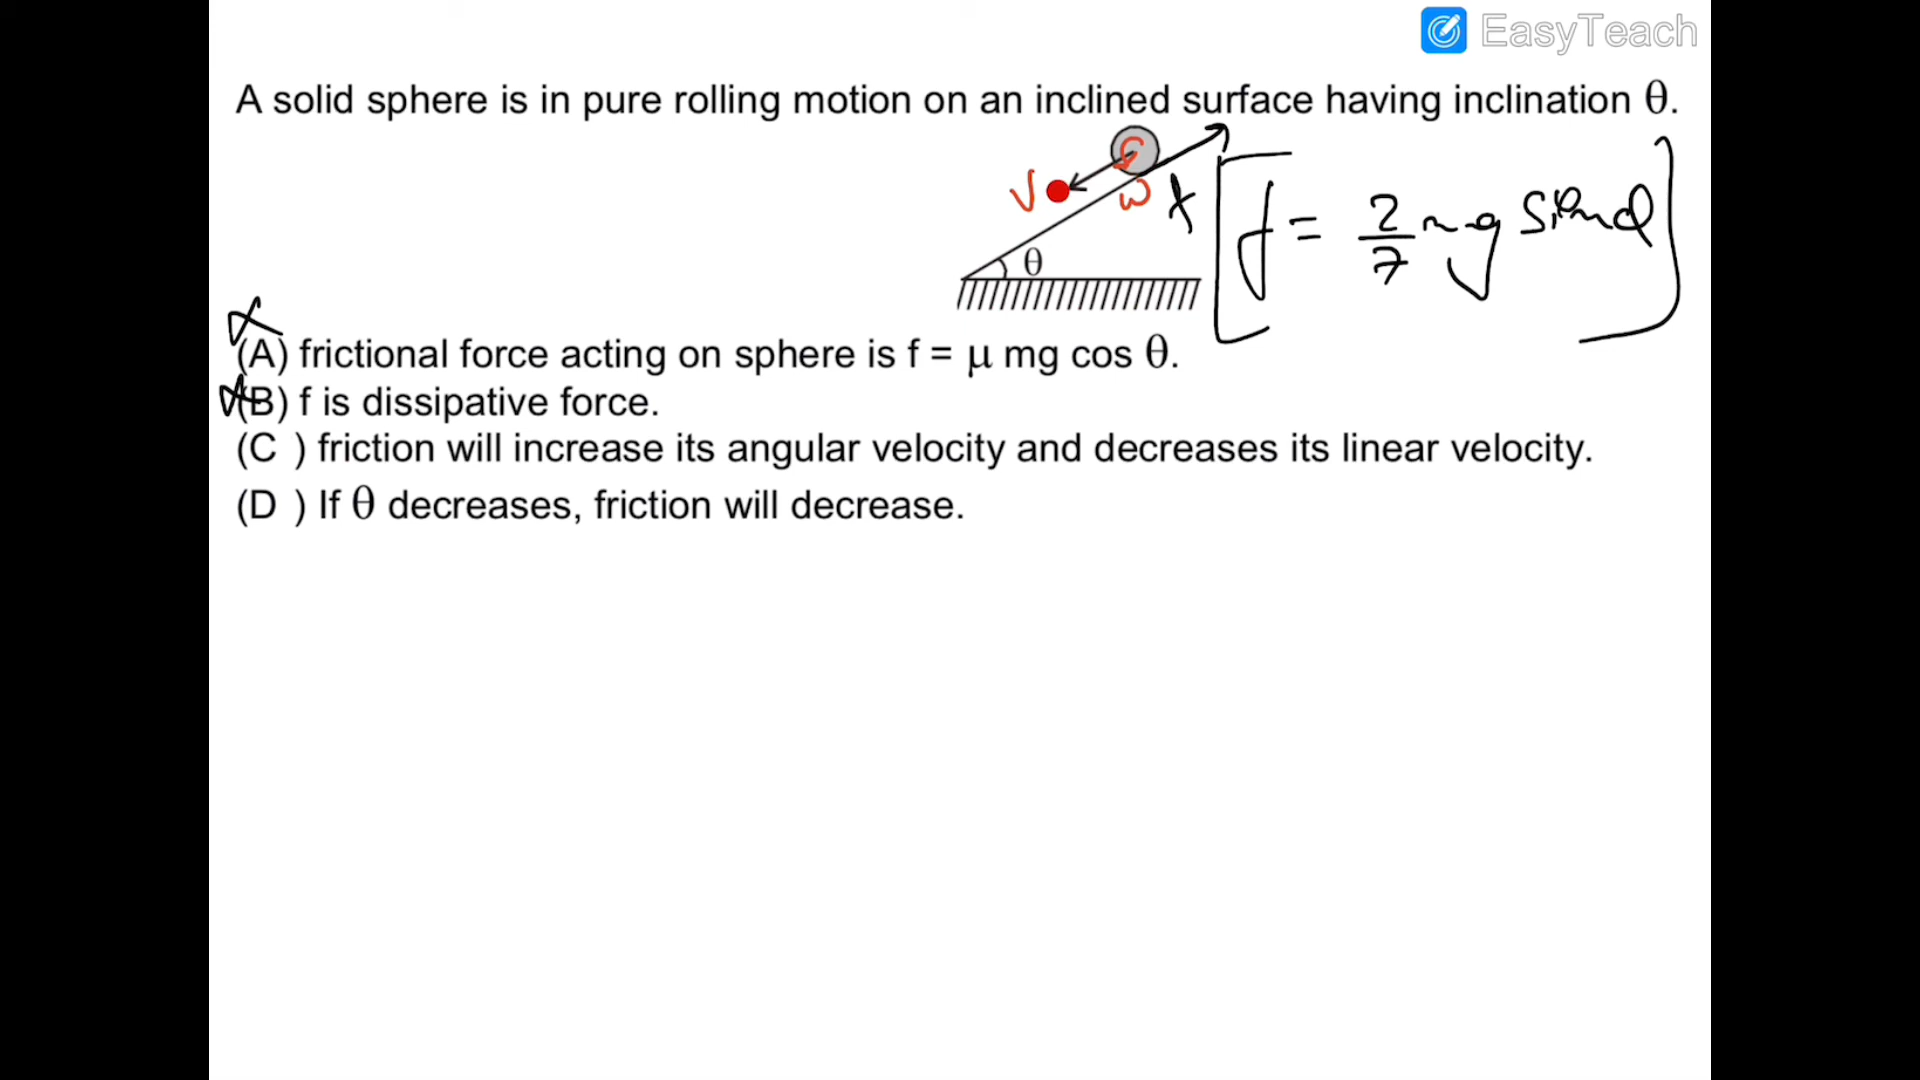 EasyTeach
A solid sphere is in pure rolling motion on an inclined surface having inclination θ.
V
ω
f
θ
f = 2/7 mg sinθ
(A) frictional force acting on sphere is f = μ mg cos θ.
(B) f is dissipative force.
(C ) friction will increase its angular velocity and decreases its linear velocity.
(D ) If θ decreases, friction will decrease.